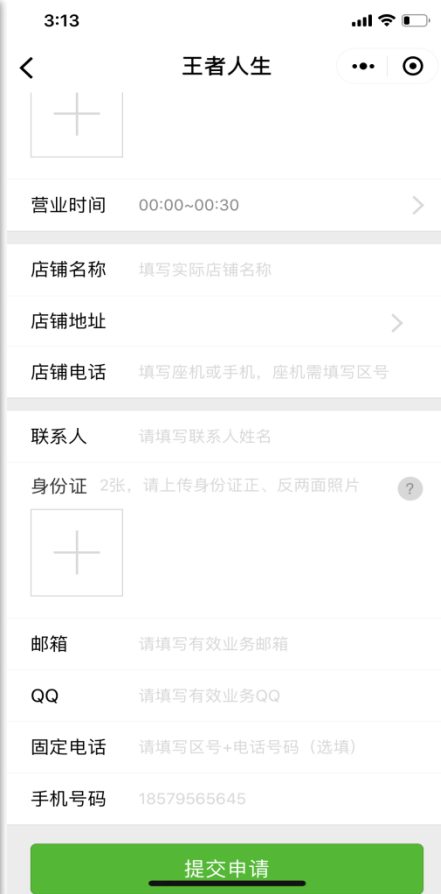 3:13
王者人生
营业时间 00:00~00:30
店铺名称 填写实际店铺名称
店铺地址
店铺电话 填写座机或手机，座机需填写区号
联系人 请填写联系人姓名
身份证 2张，请上传身份证正、反两面照片 ?
邮箱 请填写有效业务邮箱
QQ 请填写有效业务QQ
固定电话 请填写区号+电话号码（选填）
手机号码 18579565645
提交申请